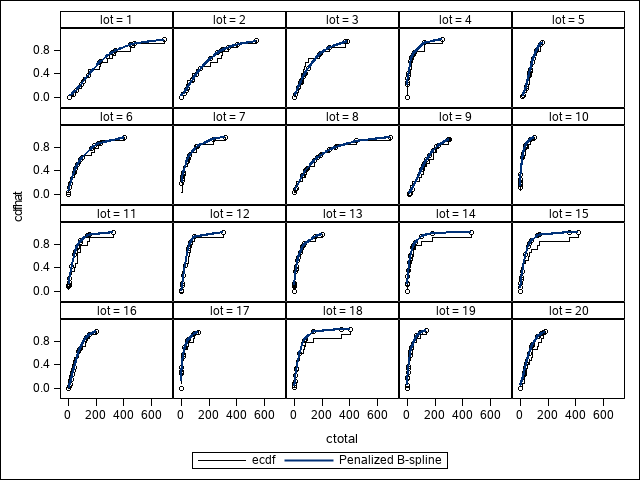 lot = 1 lot = 2 lot = 3 lot = 4 lot = 5
0.8
0.4
0.0
lot = 6 lot = 7 lot = 8 lot = 9 lot = 10
0.8
0.4
0.0
cdfhat
lot = 11 lot = 12 lot = 13 lot = 14 lot = 15
0.8
0.4
0.0
lot = 16 lot = 17 lot = 18 lot = 19 lot = 20
0.8
0.4
0.0
0 200 400 600 0 200 400 600 0 200 400 600 0 200 400 600 0 200 400 600
ctotal
ecdf Penalized B-spline